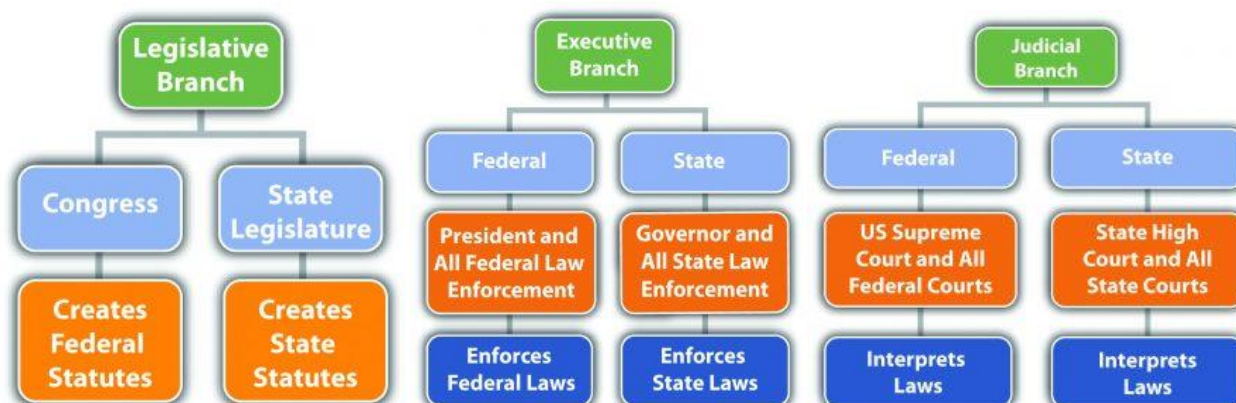 Legislative
Branch
Congress
State
Legislature
Creates
Federal
Statutes
Creates
State
Statutes
Executive
Branch
Federal
State
President and
All Federal Law
Enforcement
Governor and
All State Law
Enforcement
Enforces
Federal Laws
Enforces
State Laws
Judicial
Branch
Federal
State
US Supreme
Court and All
Federal Courts
State High
Court and All
State Courts
Interprets
Laws
Interprets
Laws